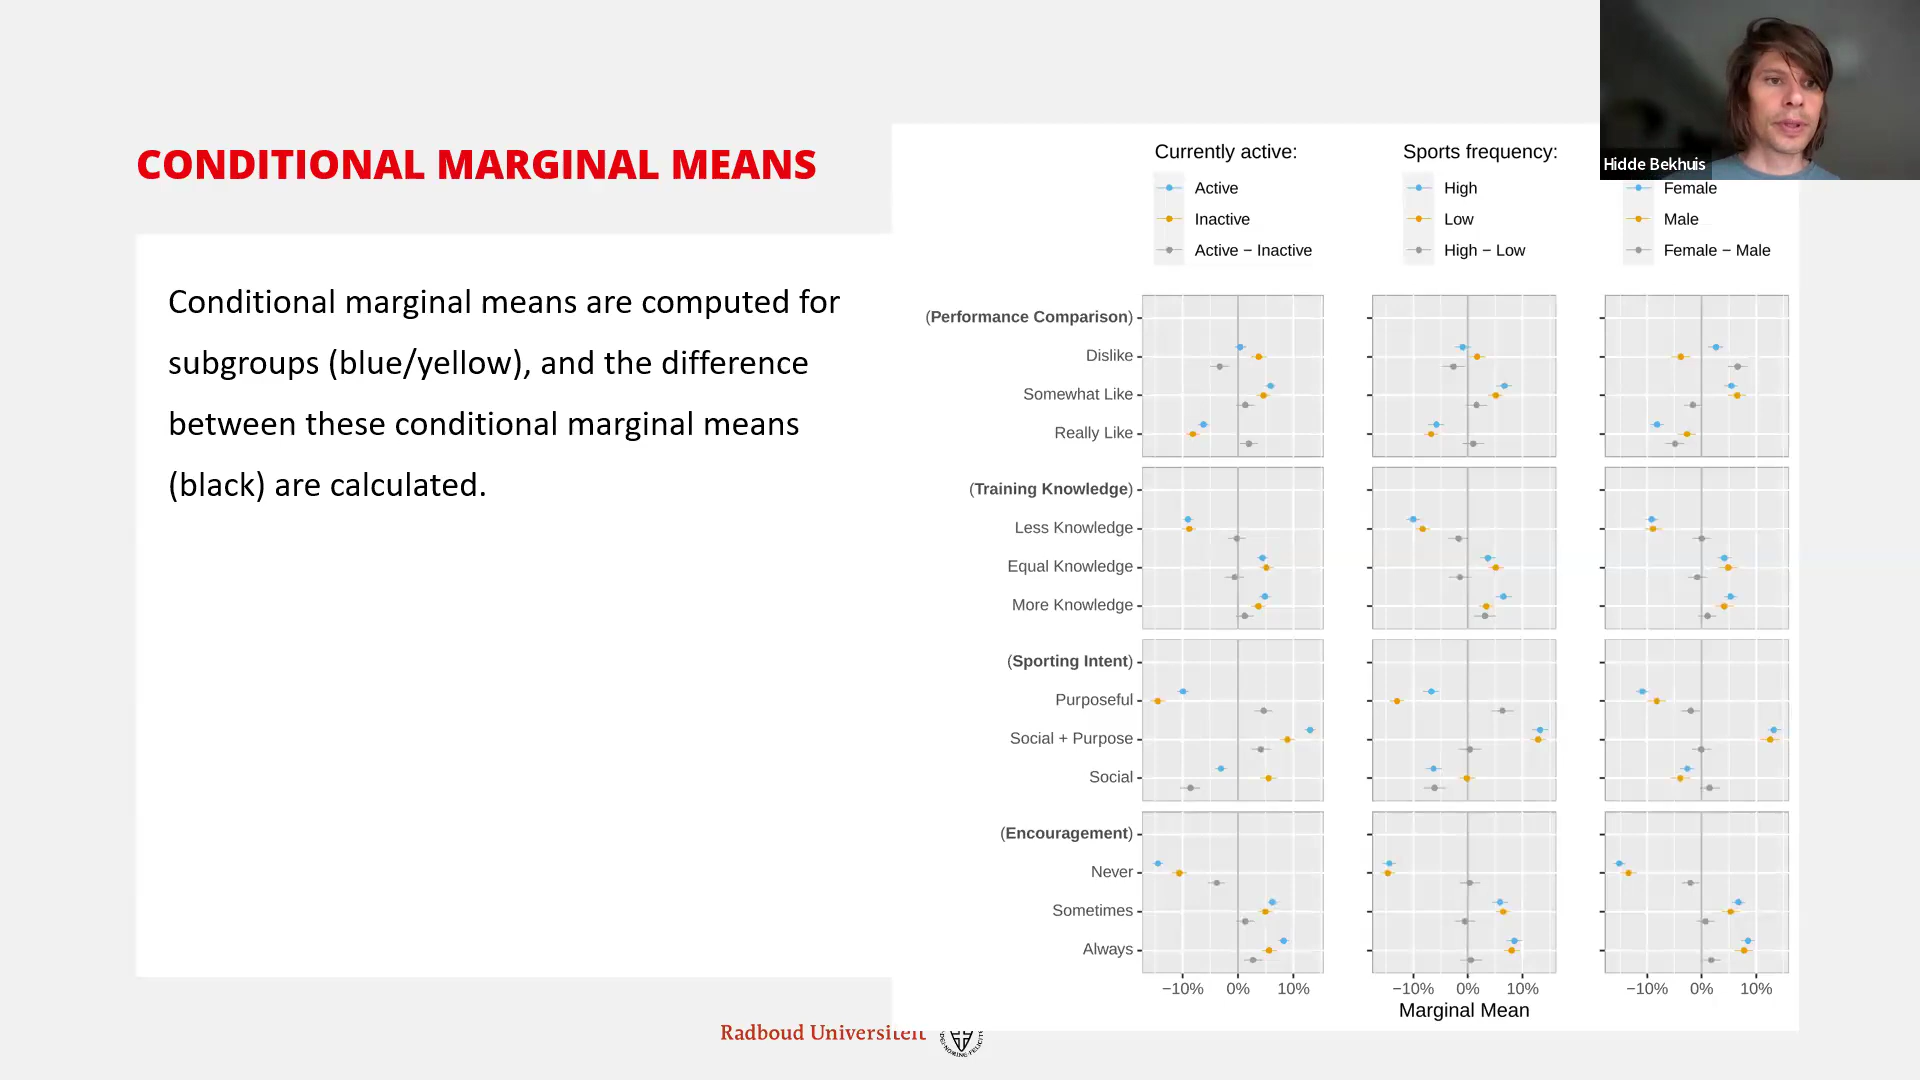 Hidde Bekhuis
CONDITIONAL MARGINAL MEANS
Conditional marginal means are computed for
subgroups (blue/yellow), and the difference
between these conditional marginal means
(black) are calculated.
Currently active:
Active
Inactive
Active − Inactive
Sports frequency:
High
Low
High − Low
Female
Male
Female − Male
(Performance Comparison)
Dislike
Somewhat Like
Really Like
(Training Knowledge)
Less Knowledge
Equal Knowledge
More Knowledge
(Sporting Intent)
Purposeful
Social + Purpose
Social
(Encouragement)
Never
Sometimes
Always
−10% 0% 10% −10% 0% 10% −10% 0% 10%
Marginal Mean
Radboud Universiteit